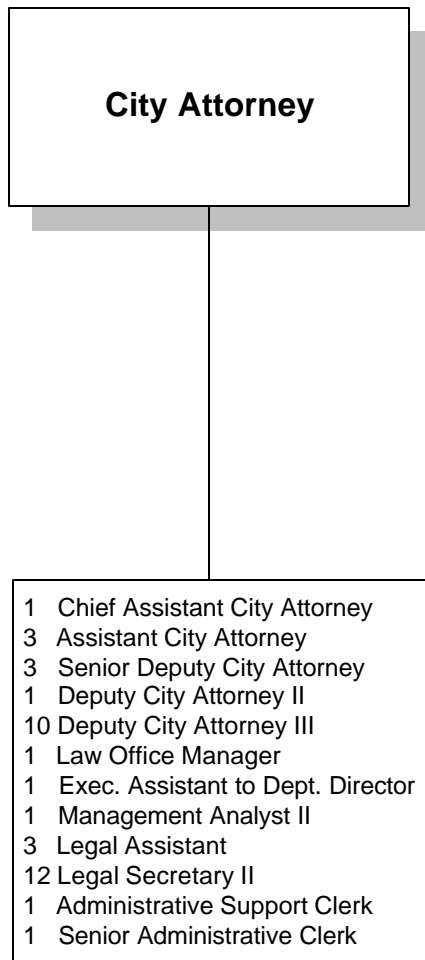 City Attorney
1 Chief Assistant City Attorney
3 Assistant City Attorney
3 Senior Deputy City Attorney
1 Deputy City Attorney II
10 Deputy City Attorney III
1 Law Office Manager
1 Exec. Assistant to Dept. Director
1 Management Analyst II
3 Legal Assistant
12 Legal Secretary II
1 Administrative Support Clerk
1 Senior Administrative Clerk